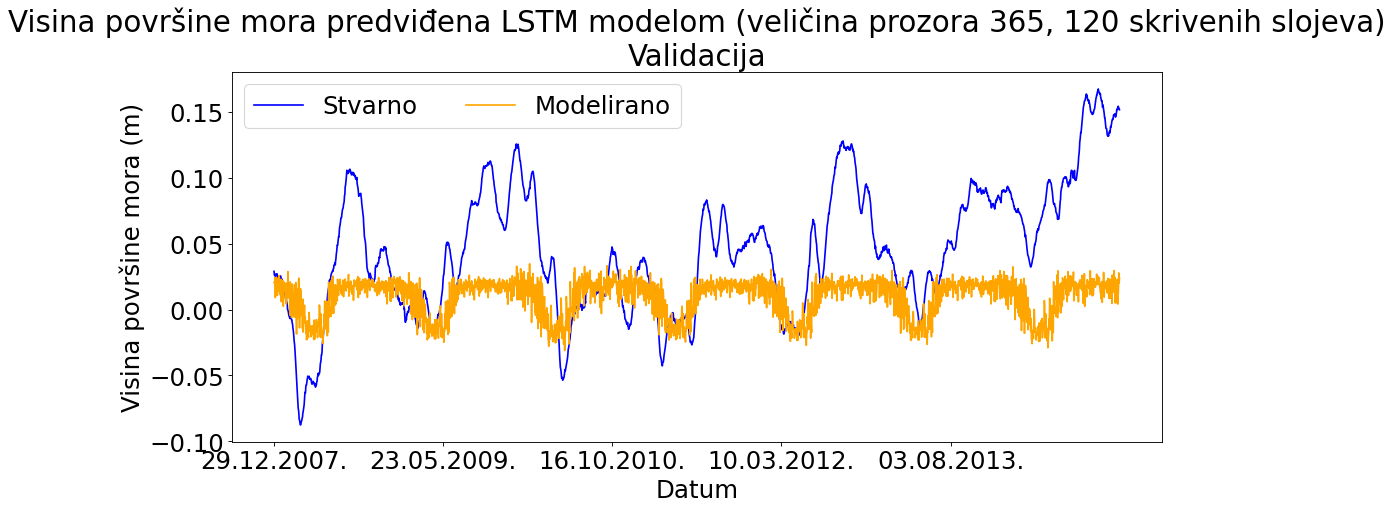 Visina površine mora predviđena LSTM modelom (veličina prozora 365, 120 skrivenih slojeva)
Validacija
Stvarno Modelirano
Visina površine mora (m)
0.15
0.10
0.05
0.00
−0.05
−0.10
29.12.2007. 23.05.2009. 16.10.2010. 10.03.2012. 03.08.2013.
Datum